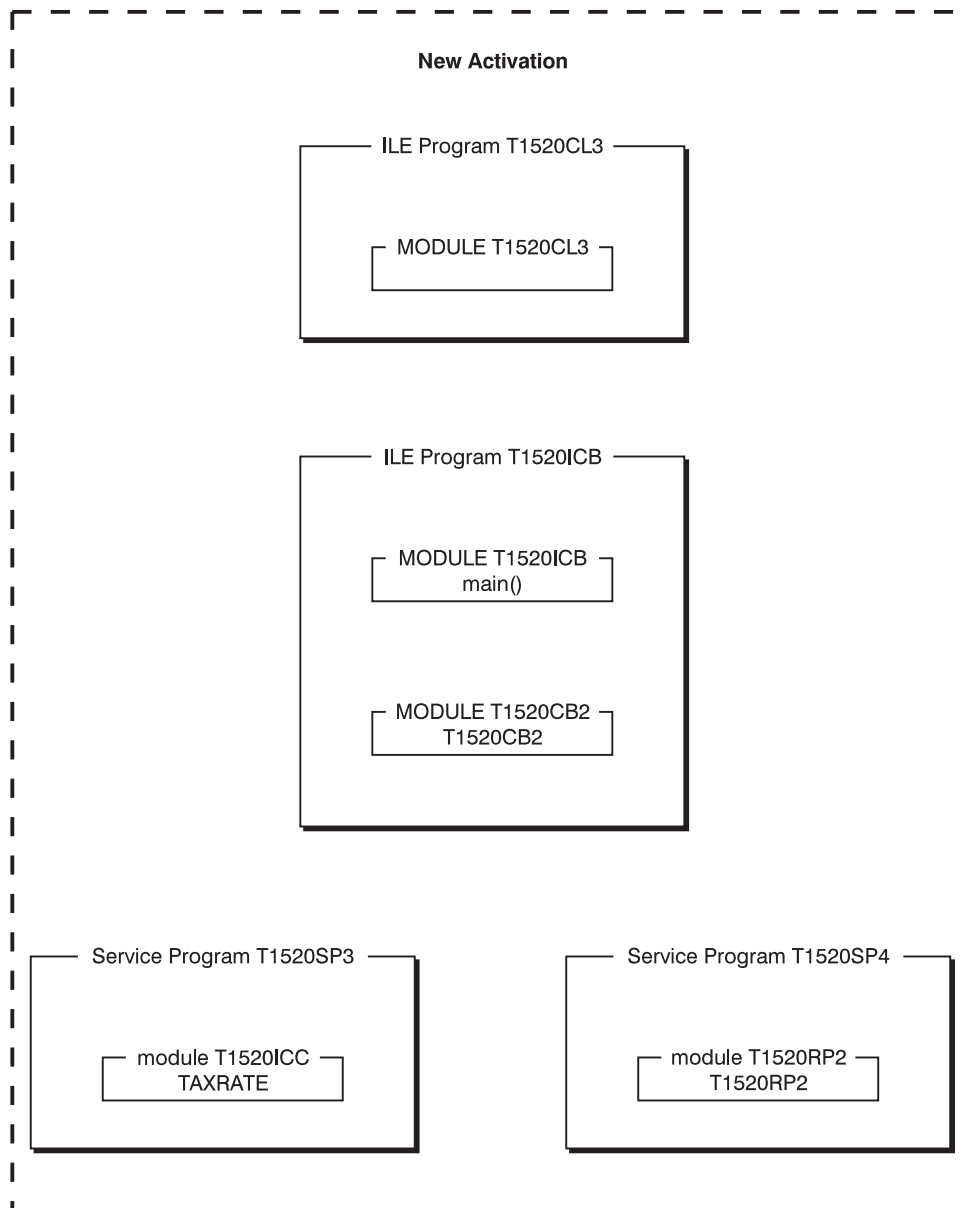 New Activation
ILE Program T1520CL3
MODULE T1520CL3
ILE Program T1520ICB
MODULE T1520ICB
main()
MODULE T1520CB2
T1520CB2
Service Program T1520SP3
module T1520ICC
TAXRATE
Service Program T1520SP4
module T1520RP2
T1520RP2